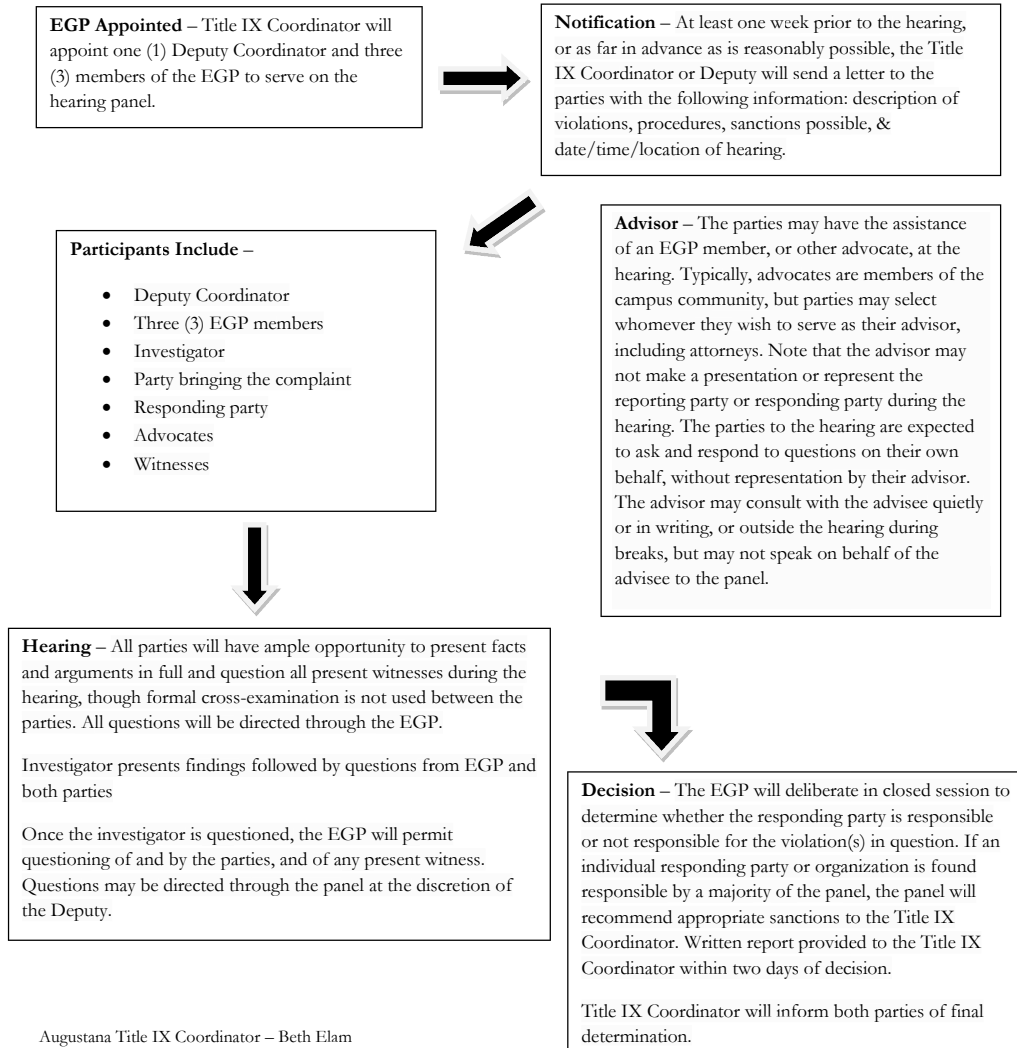 EGP Appointed – Title IX Coordinator will
appoint one (1) Deputy Coordinator and three
(3) members of the EGP to serve on the
hearing panel.
Notification – At least one week prior to the hearing,
or as far in advance as is reasonably possible, the Title
IX Coordinator or Deputy will send a letter to the
parties with the following information: description of
violations, procedures, sanctions possible, &
date/time/location of hearing.
Participants Include –
• Deputy Coordinator
• Three (3) EGP members
• Investigator
• Party bringing the complaint
• Responding party
• Advocates
• Witnesses
Advisor – The parties may have the assistance
of an EGP member, or other advocate, at the
hearing. Typically, advocates are members of the
campus community, but parties may select
whomever they wish to serve as their advisor,
including attorneys. Note that the advisor may
not make a presentation or represent the
reporting party or responding party during the
hearing. The parties to the hearing are expected
to ask and respond to questions on their own
behalf, without representation by their advisor.
The advisor may consult with the advisee quietly
or in writing, or outside the hearing during
breaks, but may not speak on behalf of the
advisee to the panel.
Hearing – All parties will have ample opportunity to present facts
and arguments in full and question all present witnesses during the
hearing, though formal cross-examination is not used between the
parties. All questions will be directed through the EGP.
Investigator presents findings followed by questions from EGP and
both parties
Once the investigator is questioned, the EGP will permit
questioning of and by the parties, and of any present witness.
Questions may be directed through the panel at the discretion of
the Deputy.
Decision – The EGP will deliberate in closed session to
determine whether the responding party is responsible
or not responsible for the violation(s) in question. If an
individual responding party or organization is found
responsible by a majority of the panel, the panel will
recommend appropriate sanctions to the Title IX
Coordinator. Written report provided to the Title IX
Coordinator within two days of decision.
Title IX Coordinator will inform both parties of final
determination.
Augustana Title IX Coordinator – Beth Elam